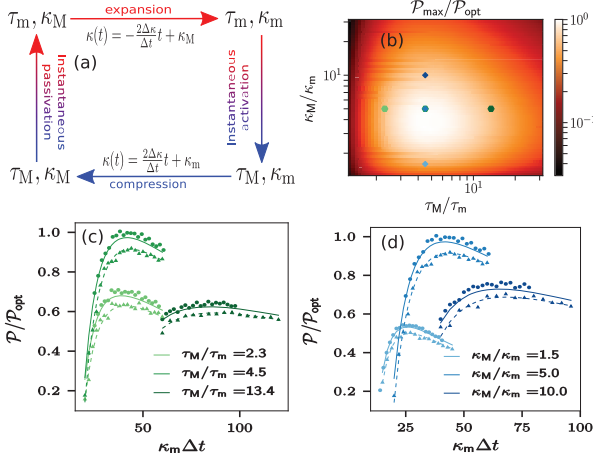 τm, κM
expansion
τm, κm
κ(t) = −2Δκ/Δt t + κM
(a)
Instantaneous
passivation
Instantaneous
activation
κ(t) = 2Δκ/Δt t + κm
τM, κM
compression
τM, κm
Pmax/Popt
(b)
10¹
κM/κm
10¹
τM/τm
10⁰
10⁻¹
(c)
1.0
0.8
0.6
0.4
0.2
P/Popt
τM/τm =2.3
τM/τm =4.5
τM/τm =13.4
50
100
κmΔt
(d)
1.0
0.8
0.6
0.4
0.2
P/Popt
κM/κm =1.5
κM/κm =5.0
κM/κm =10.0
25
50
75
κmΔt